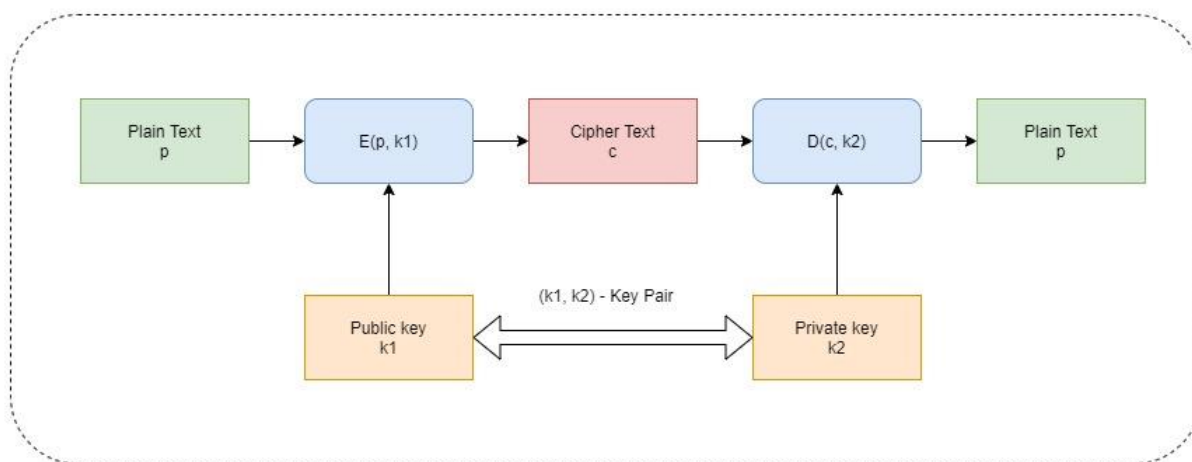 Plain Text
p
E(p, k1)
Cipher Text
c
D(c, k2)
Plain Text
p
(k1, k2) - Key Pair
Public key
k1
Private key
k2